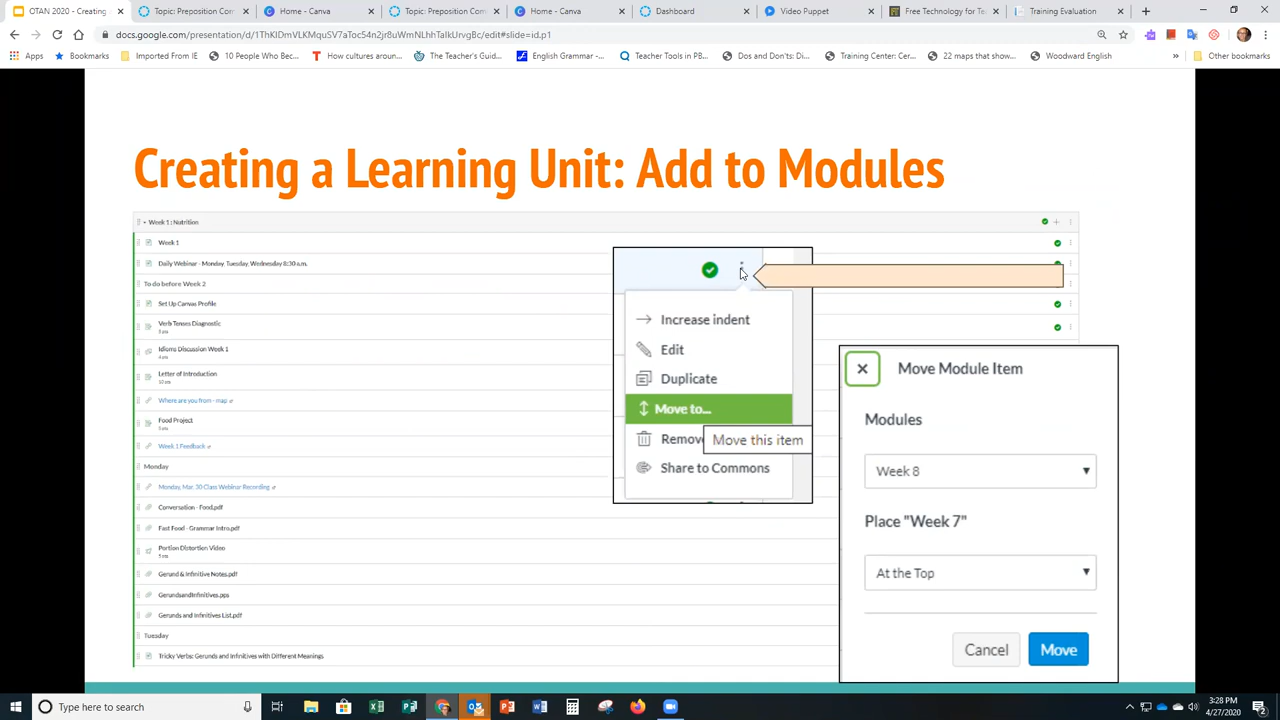 OTAN 2020 - Creating
Topic: Preposition Com
Home - Canva
Topic: Preposition Com
Home - Canva
Dashboard
Video Puppet
Free Technology for Te
Training Evaluation
docs.google.com/presentation/d/1ThKIDmVLKMquSV7aToc54n2jr8uWmNLhhTalkUrvgBc/edit#slide=id.p1
Apps
Bookmarks
Imported From IE
10 People Who Bec...
How cultures aroun...
The Teacher's Guid...
English Grammar -...
Teacher Tools in PB...
Dos and Don'ts: Di...
Training Center: Cer...
22 maps that show...
Woodward English
»
Other bookmarks
Creating a Learning Unit: Add to Modules
Week 1: Nutrition
Week 1
Daily Webinar - Monday, Tuesday, Wednesday 8:30 a.m.
To do before Week 2
Set Up Canvas Profile
Verb Tenses Diagnostic
Idioms Discussion Week 1
Letter of Introduction
Where are you from - map
Food Project
Week 1 Feedback
Monday
Monday, Mar. 30 Class Webinar Recording
Conversation - Food.pdf
Fast Food - Grammar Intro.pdf
Portion Distortion Video
Gerund & Infinitive Notes.pdf
GerundsandInfinitives.pps
Gerunds and Infinitives List.pdf
Tuesday
Tricky Verbs: Gerunds and Infinitives with Different Meanings
Increase indent
Edit
Duplicate
Move to...
Remov
Move this item
Share to Commons
Move Module Item
Modules
Week 8
Place "Week 7"
At the Top
Cancel
Move
Type here to search
3:28 PM
4/27/2020
2